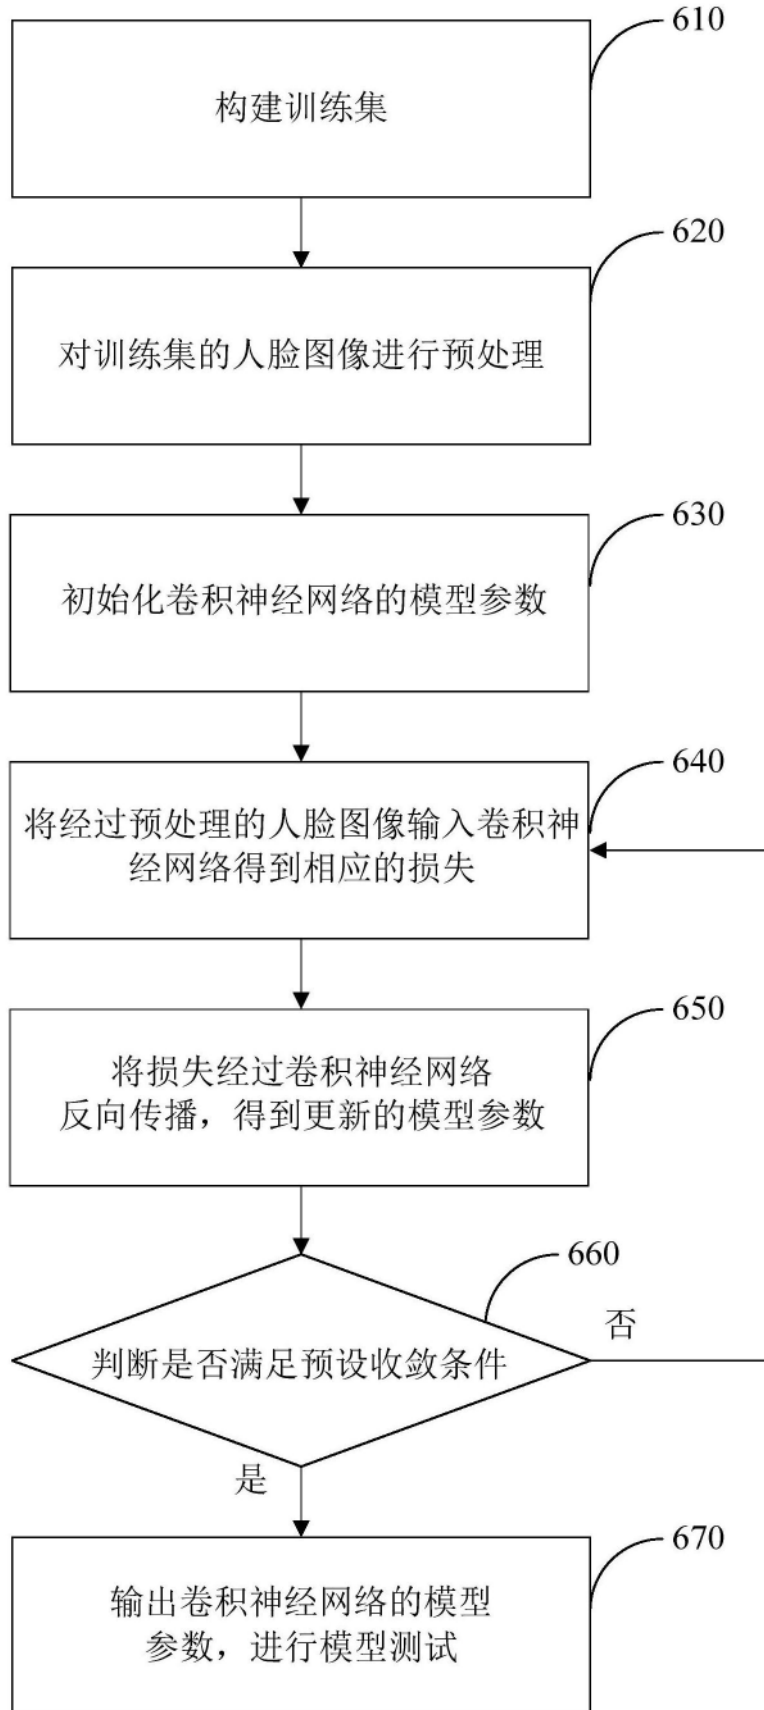 610
构建训练集
620
对训练集的人脸图像进行预处理
630
初始化卷积神经网络的模型参数
640
将经过预处理的人脸图像输入卷积神
经网络得到相应的损失
650
将损失经过卷积神经网络
反向传播，得到更新的模型参数
660
否
判断是否满足预设收敛条件
是
670
输出卷积神经网络的模型
参数，进行模型测试